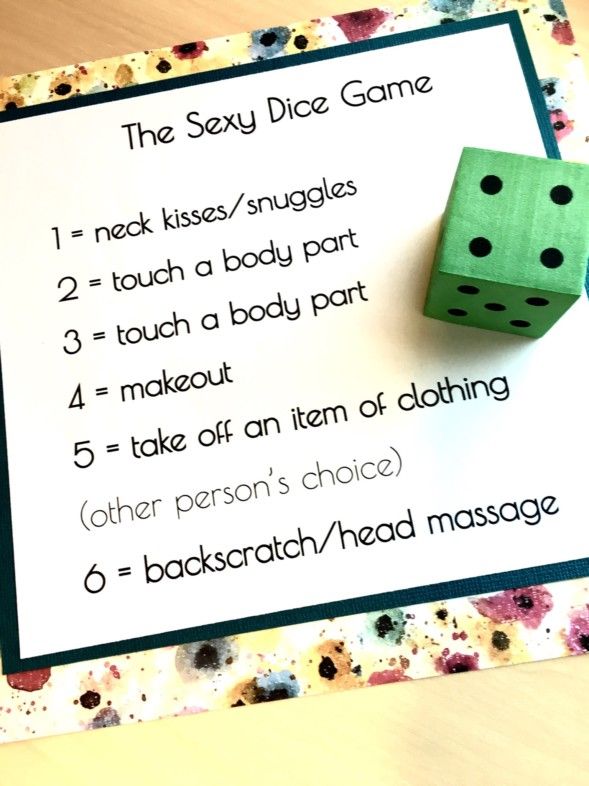 The Sexy Dice Game
1 = neck kisses/snuggles
2 = touch a body part
3 = touch a body part
4 = makeout
5 = take off an item of clothing
(other person's choice)
6 = backscratch/head massage